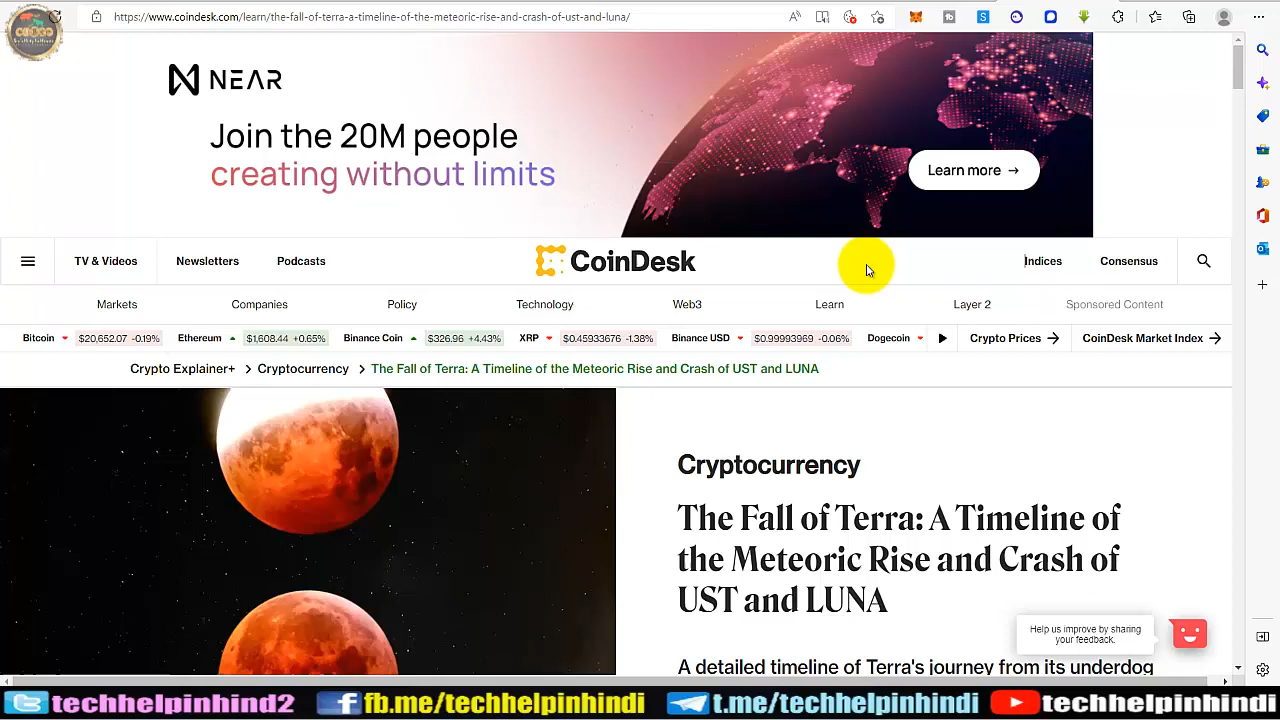 https://www.coindesk.com/learn/the-fall-of-terra-a-timeline-of-the-meteoric-rise-and-crash-of-ust-and-luna/
NEAR
Join the 20M people
creating without limits
Learn more →
TV & Videos Newsletters Podcasts CoinDesk Indices Consensus
Markets Companies Policy Technology Web3 Learn Layer 2 Sponsored Content
Bitcoin $20,652.07 -0.19% Ethereum $1,608.44 +0.65% Binance Coin $326.96 +4.43% XRP $0.45933676 -1.38% Binance USD $0.99993969 -0.06% Dogecoin Crypto Prices → CoinDesk Market Index →
Crypto Explainer+ > Cryptocurrency > The Fall of Terra: A Timeline of the Meteoric Rise and Crash of UST and LUNA
Cryptocurrency
The Fall of Terra: A Timeline of
the Meteoric Rise and Crash of
UST and LUNA
Help us improve by sharing
your feedback.
A detailed timeline of Terra's journey from its underdog
techhelpinhind2 fb.me/techhelpinhindi t.me/techhelpinhindi techhelpinhindi